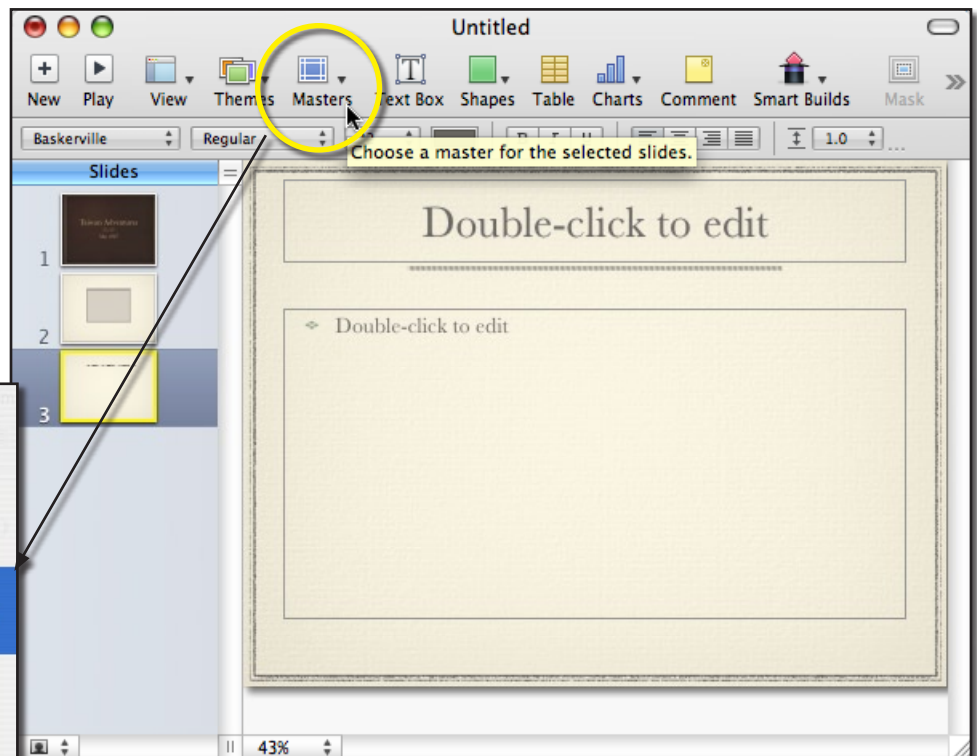 Untitled
New Play View Themes Masters Text Box Shapes Table Charts Comment Smart Builds Mask
Baskerville Regular 1.0 ...
Choose a master for the selected slides.
Slides
Double-click to edit
1
2
Double-click to edit
3
43%